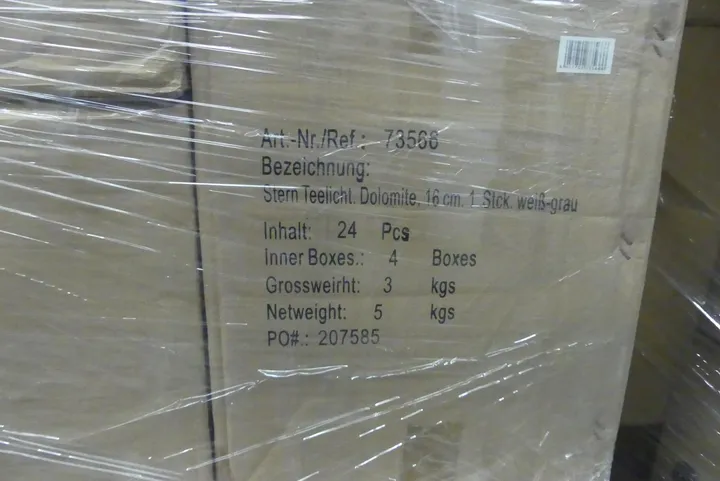 Art.-Nr./Ref.: 73568
Bezeichnung:
Stern Teelicht. Dolomite. 16 cm. 1. Stck. weiß-grau
Inhalt: 24 Pcs
Inner Boxes.: 4 Boxes
Grossweirht: 3 kgs
Netweight: 5 kgs
PO#.: 207585